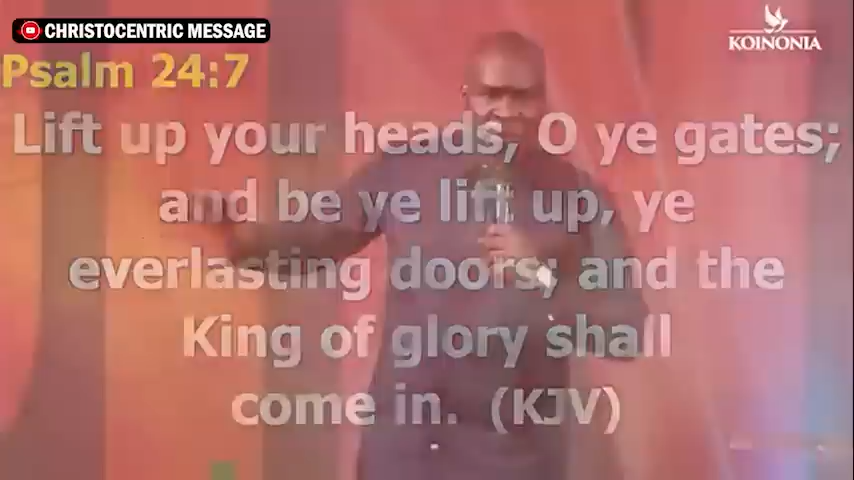 CHRISTOCENTRIC MESSAGE
KOINONIA
Psalm 24:7
Lift up your heads, O ye gates;
and be ye lift up, ye
everlasting doors; and the
King of glory shall
come in. (KJV)